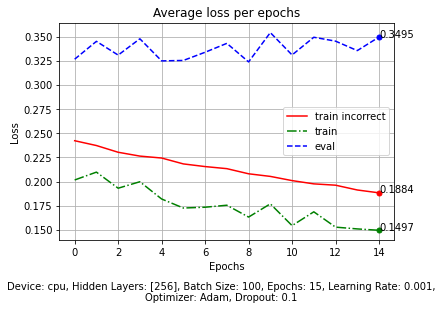 Average loss per epochs
0.350
0.325
0.300
0.275
0.250
0.225
0.200
0.175
0.150
Loss
0.3495
train incorrect
train
eval
0.1884
0.1497
0 2 4 6 8 10 12 14
Epochs
Device: cpu, Hidden Layers: [256], Batch Size: 100, Epochs: 15, Learning Rate: 0.001,
Optimizer: Adam, Dropout: 0.1